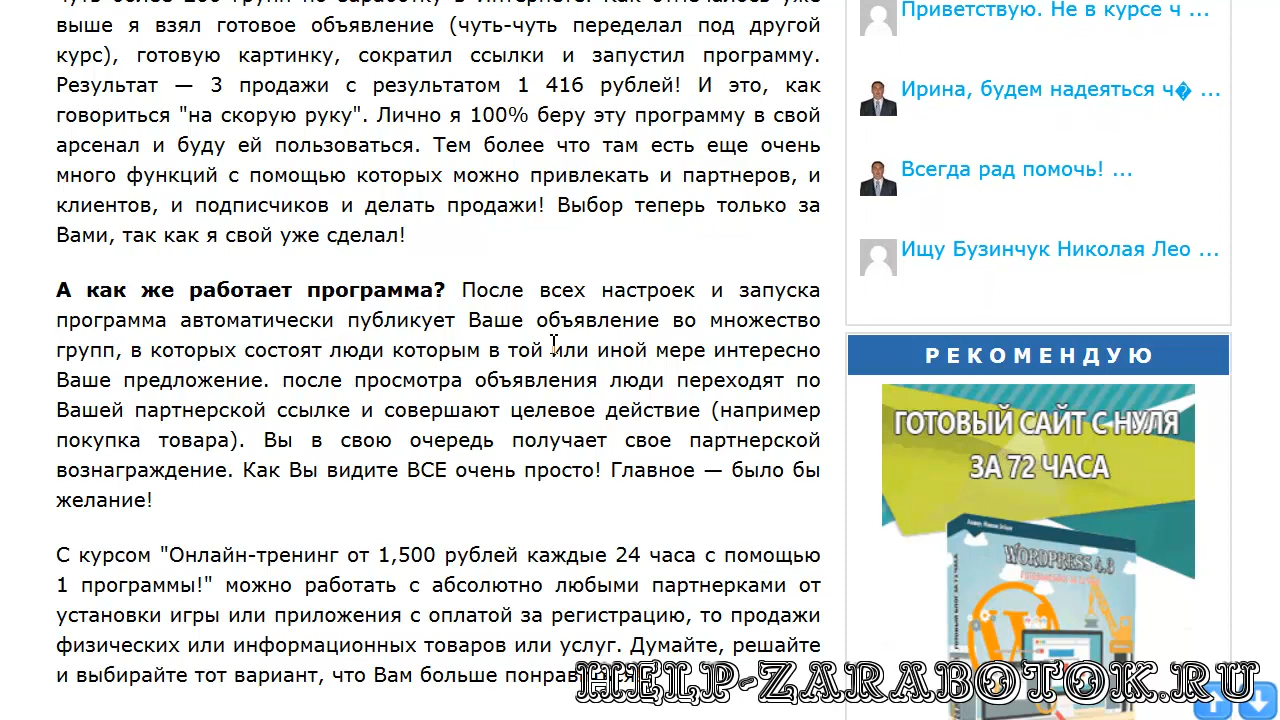 чуть более 200 групп по заработку в интернете. Как отмечалось уже
выше я взял готовое объявление (чуть-чуть переделал под другой
курс), готовую картинку, сократил ссылки и запустил программу.
Результат — 3 продажи с результатом 1 416 рублей! И это, как
говориться "на скорую руку". Лично я 100% беру эту программу в свой
арсенал и буду ей пользоваться. Тем более что там есть еще очень
много функций с помощью которых можно привлекать и партнеров, и
клиентов, и подписчиков и делать продажи! Выбор теперь только за
Вами, так как я свой уже сделал!
А как же работает программа? После всех настроек и запуска
программа автоматически публикует Ваше объявление во множество
групп, в которых состоят люди которым в той или иной мере интересно
Ваше предложение. после просмотра объявления люди переходят по
Вашей партнерской ссылке и совершают целевое действие (например
покупка товара). Вы в свою очередь получает свое партнерской
вознаграждение. Как Вы видите ВСЕ очень просто! Главное — было бы
желание!
С курсом "Онлайн-тренинг от 1,500 рублей каждые 24 часа с помощью
1 программы!" можно работать с абсолютно любыми партнерками от
установки игры или приложения с оплатой за регистрацию, то продажи
физических или информационных товаров или услуг. Думайте, решайте
и выбирайте тот вариант, что Вам больше
Приветствую. Не в курсе ч ...
Ирина, будем надеяться ч� ...
Всегда рад помочь! ...
Ищу Бузинчук Николая Лео ...
РЕКОМЕНДУЮ
ГОТОВЫЙ САЙТ С НУЛЯ
ЗА 72 ЧАСА
WORDPRESS 4.3
HELP-ZARABOTOK.RU